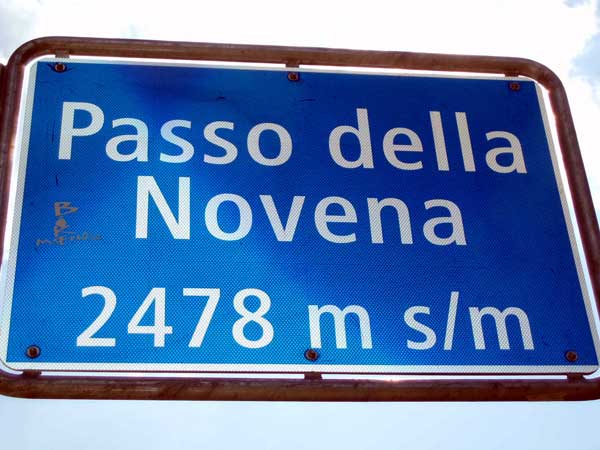 Passo della
Novena
2478 m s/m